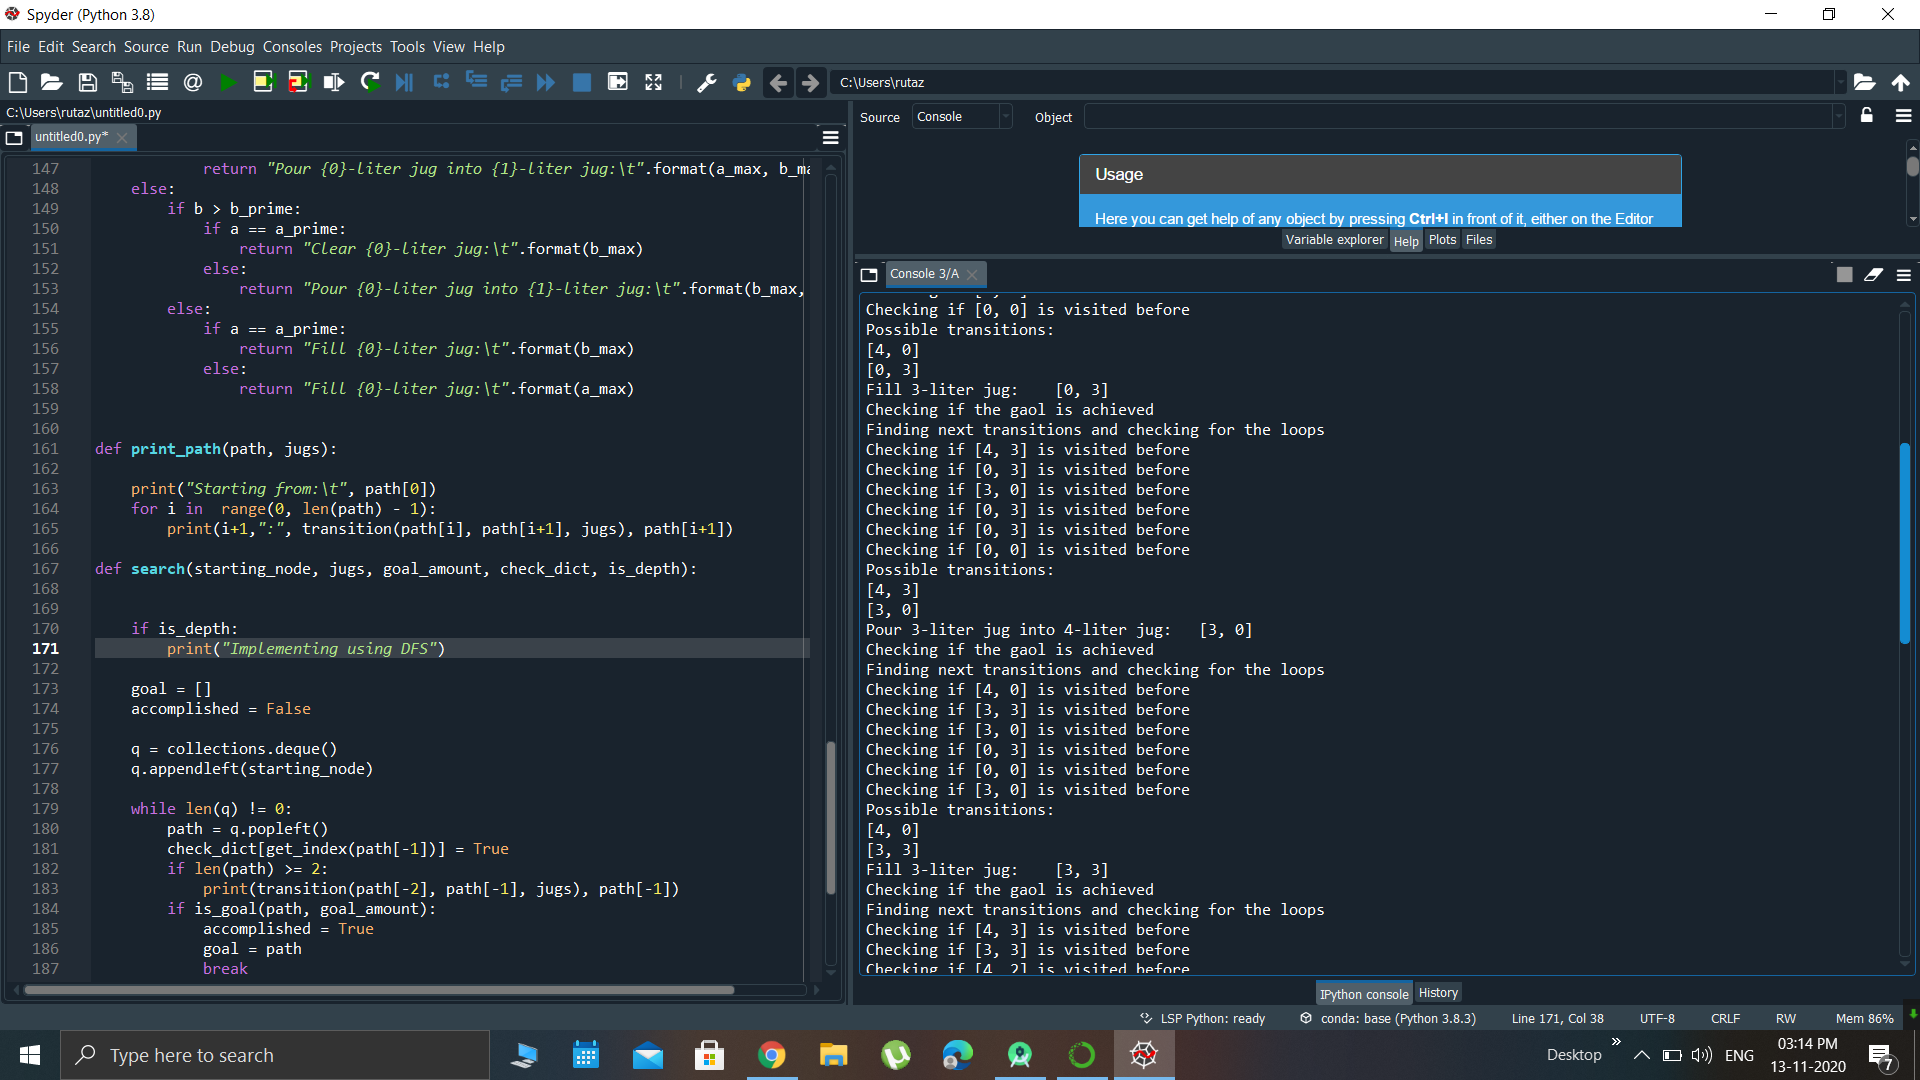 Spyder (Python 3.8)
File Edit Search Source Run Debug Consoles Projects Tools View Help
C:\Users\rutaz
C:\Users\rutaz\untitled0.py
untitled0.py*
147 return "Pour {0}-liter jug into {1}-liter jug:\t".format(a_max, b_ma
148 else:
149 if b > b_prime:
150 if a == a_prime:
151 return "Clear {0}-liter jug:\t".format(b_max)
152 else:
153 return "Pour {0}-liter jug into {1}-liter jug:\t".format(b_max,
154 else:
155 if a == a_prime:
156 return "Fill {0}-liter jug:\t".format(b_max)
157 else:
158 return "Fill {0}-liter jug:\t".format(a_max)
159
160
161 def print_path(path, jugs):
162
163 print("Starting from:\t", path[0])
164 for i in  range(0, len(path) - 1):
165 print(i+1,":", transition(path[i], path[i+1], jugs), path[i+1])
166
167 def search(starting_node, jugs, goal_amount, check_dict, is_depth):
168
169
170 if is_depth:
171 print("Implementing using DFS")
172
173 goal = []
174 accomplished = False
175
176 q = collections.deque()
177 q.appendleft(starting_node)
178
179 while len(q) != 0:
180 path = q.popleft()
181 check_dict[get_index(path[-1])] = True
182 if len(path) >= 2:
183 print(transition(path[-2], path[-1], jugs), path[-1])
184 if is_goal(path, goal_amount):
185 accomplished = True
186 goal = path
187 break
Source Console Object
Usage
Here you can get help of any object by pressing Ctrl+I in front of it, either on the Editor
Variable explorer Help Plots Files
Console 3/A
Checking if [0, 0] is visited before
Possible transitions:
[4, 0]
[0, 3]
Fill 3-liter jug: [0, 3]
Checking if the gaol is achieved
Finding next transitions and checking for the loops
Checking if [4, 3] is visited before
Checking if [0, 3] is visited before
Checking if [3, 0] is visited before
Checking if [0, 3] is visited before
Checking if [0, 3] is visited before
Checking if [0, 0] is visited before
Possible transitions:
[4, 3]
[3, 0]
Pour 3-liter jug into 4-liter jug: [3, 0]
Checking if the gaol is achieved
Finding next transitions and checking for the loops
Checking if [4, 0] is visited before
Checking if [3, 3] is visited before
Checking if [3, 0] is visited before
Checking if [0, 3] is visited before
Checking if [0, 0] is visited before
Checking if [3, 0] is visited before
Possible transitions:
[4, 0]
[3, 3]
Fill 3-liter jug: [3, 3]
Checking if the gaol is achieved
Finding next transitions and checking for the loops
Checking if [4, 3] is visited before
Checking if [3, 3] is visited before
Checking if [4, 2] is visited before
IPython console History
LSP Python: ready conda: base (Python 3.8.3) Line 171, Col 38 UTF-8 CRLF RW Mem 86%
Type here to search
Desktop ENG
03:14 PM
13-11-2020
7